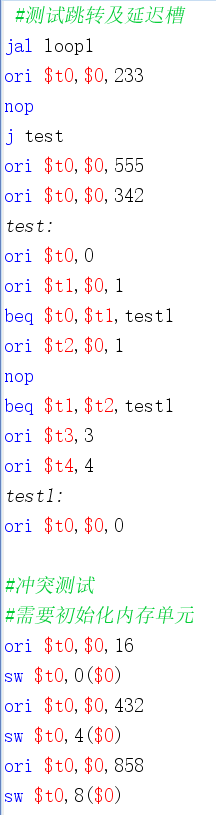 #测试跳转及延迟槽
jal loop1
ori $t0,$0,233
nop
j test
ori $t0,$0,555
ori $t0,$0,342
test:
ori $t0,0
ori $t1,$0,1
beq $t0,$t1,test1
ori $t2,$0,1
nop
beq $t1,$t2,test1
ori $t3,3
ori $t4,4
test1:
ori $t0,$0,0
#冲突测试
#需要初始化内存单元
ori $t0,$0,16
sw $t0,0($0)
ori $t0,$0,432
sw $t0,4($0)
ori $t0,$0,858
sw $t0,8($0)